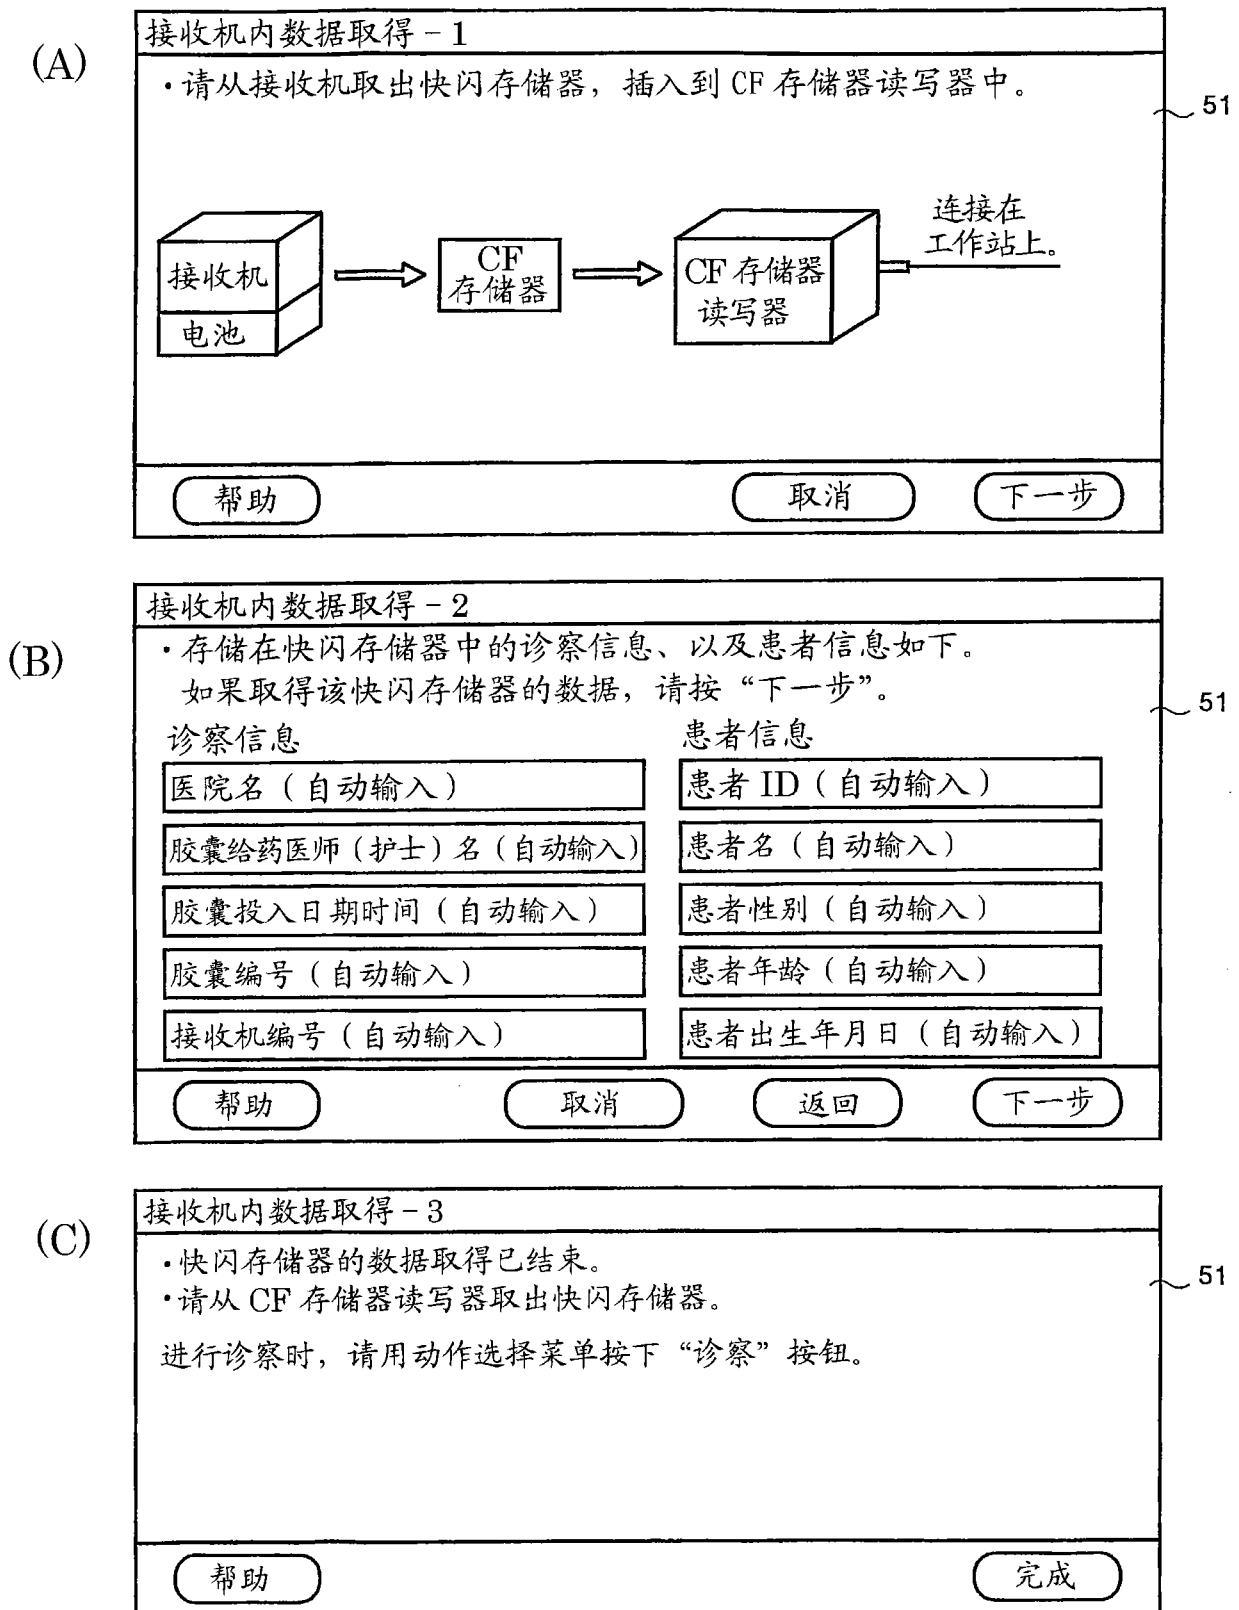 (A)
接收机内数据取得－1
·请从接收机取出快闪存储器，插入到 CF 存储器读写器中。
51
连接在
工作站上。
接收机
电池
CF
存储器
CF 存储器
读写器
帮助
取消
下一步
(B)
接收机内数据取得－2
·存储在快闪存储器中的诊察信息、以及患者信息如下。
如果取得该快闪存储器的数据，请按“下一步”。
51
诊察信息
患者信息
医院名（自动输入）
患者 ID（自动输入）
胶囊给药医师（护士）名（自动输入）
患者名（自动输入）
胶囊投入日期时间（自动输入）
患者性别（自动输入）
胶囊编号（自动输入）
患者年龄（自动输入）
接收机编号（自动输入）
患者出生年月日（自动输入）
帮助
取消
返回
下一步
(C)
接收机内数据取得－3
·快闪存储器的数据取得已结束。
·请从 CF 存储器读写器取出快闪存储器。
51
进行诊察时，请用动作选择菜单按下“诊察”按钮。
帮助
完成